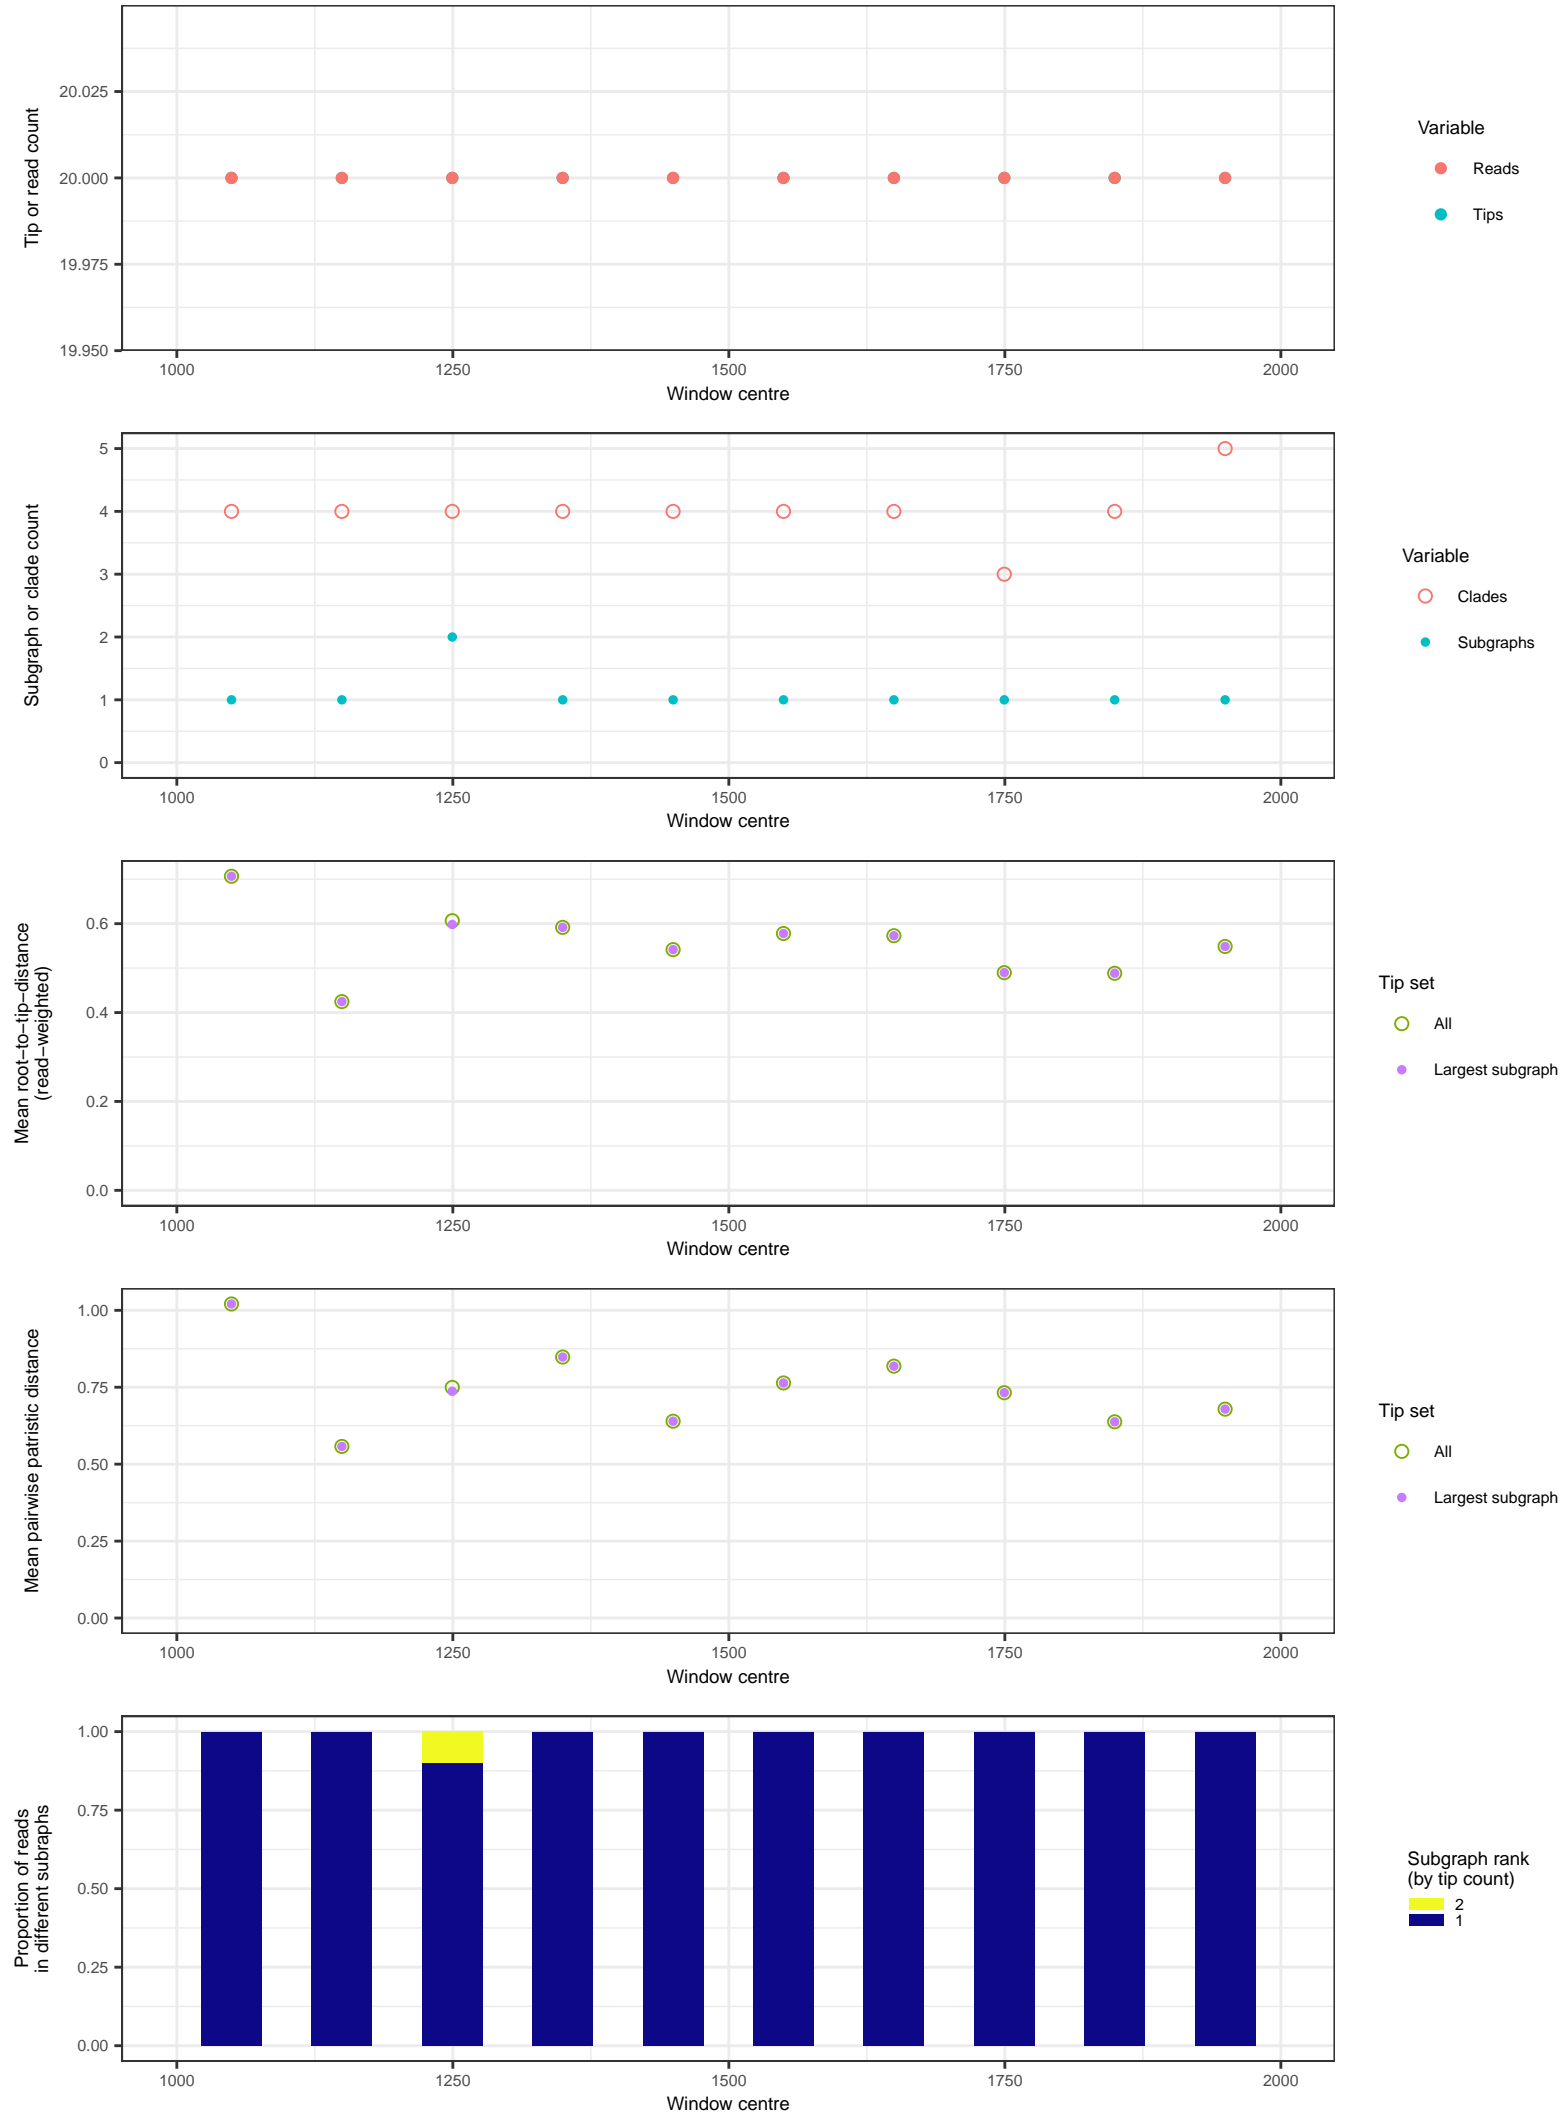 20.025
20.000
19.975
19.950
Tip or read count
1000 1250 1500 1750 2000
Window centre
Variable
Reads
Tips
5
4
3
2
1
0
Subgraph or clade count
1000 1250 1500 1750 2000
Window centre
Variable
Clades
Subgraphs
0.6
0.4
0.2
0.0
Mean root−to−tip−distance
(read−weighted)
1000 1250 1500 1750 2000
Window centre
Tip set
All
Largest subgraph
1.00
0.75
0.50
0.25
0.00
Mean pairwise patristic distance
1000 1250 1500 1750 2000
Window centre
Tip set
All
Largest subgraph
1.00
0.75
0.50
0.25
0.00
Proportion of reads
in different subraphs
1000 1250 1500 1750 2000
Window centre
Subgraph rank
(by tip count)
2
1